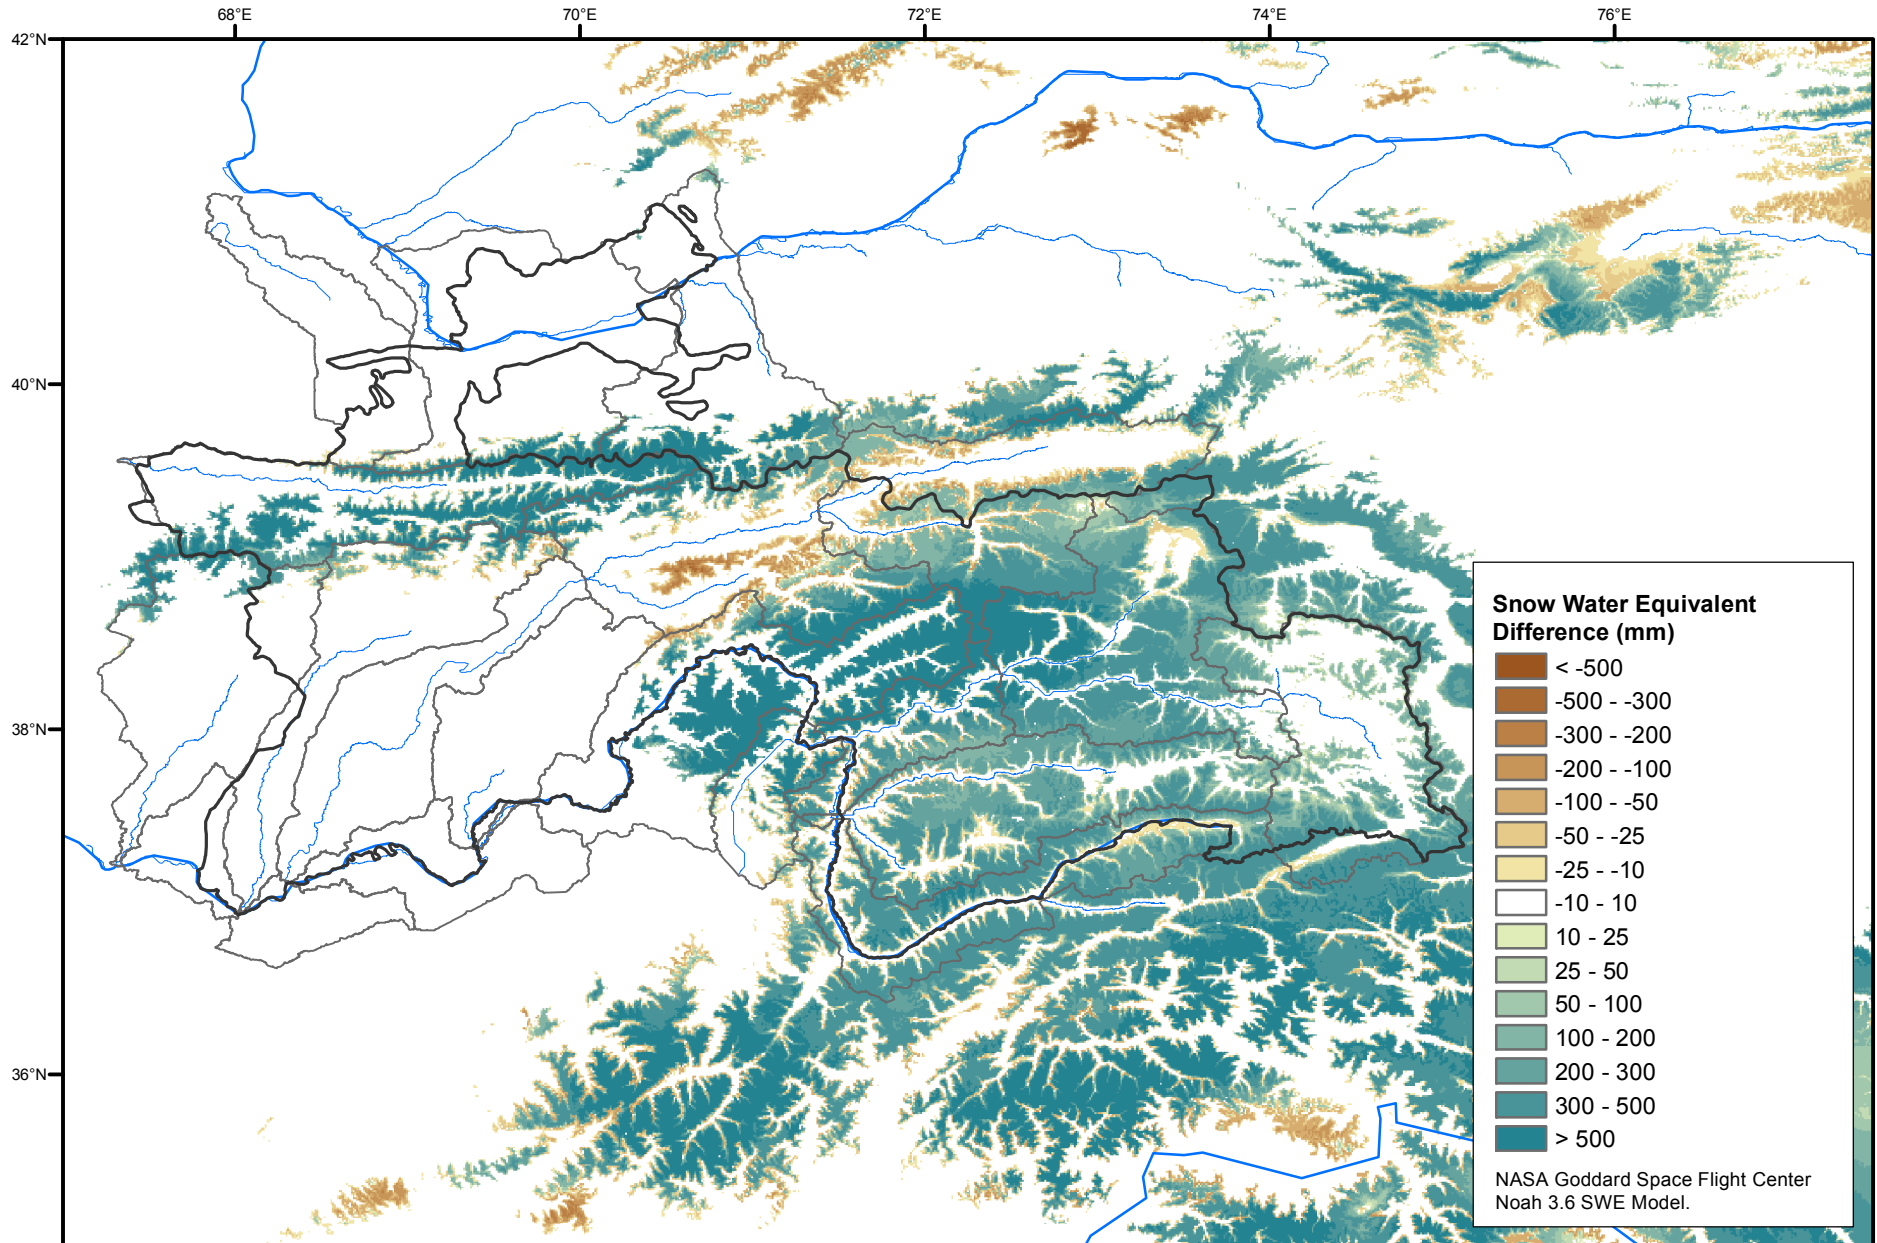 68°E
70°E
72°E
74°E
76°E
42°N
40°N
38°N
36°N
Snow Water Equivalent
Difference (mm)
< -500
-500 - -300
-300 - -200
-200 - -100
-100 - -50
-50 - -25
-25 - -10
-10 - 10
10 - 25
25 - 50
50 - 100
100 - 200
200 - 300
300 - 500
> 500
NASA Goddard Space Flight Center
Noah 3.6 SWE Model.